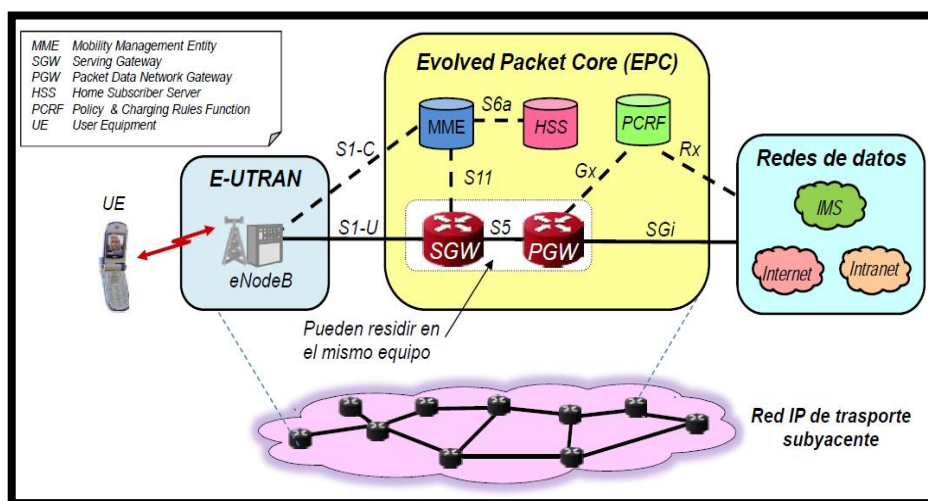 MME Mobility Management Entity
SGW Serving Gateway
PGW Packet Data Network Gateway
HSS Home Subscriber Server
PCRF Policy & Charging Rules Function
UE User Equipment
Evolved Packet Core (EPC)
MME
S6a
HSS
PCRF
S1-C
S11
Gx
Rx
E-UTRAN
UE
eNodeB
S1-U
SGW
S5
PGW
SGi
Redes de datos
IMS
Internet
Intranet
Pueden residir en
el mismo equipo
Red IP de trasporte
subyacente